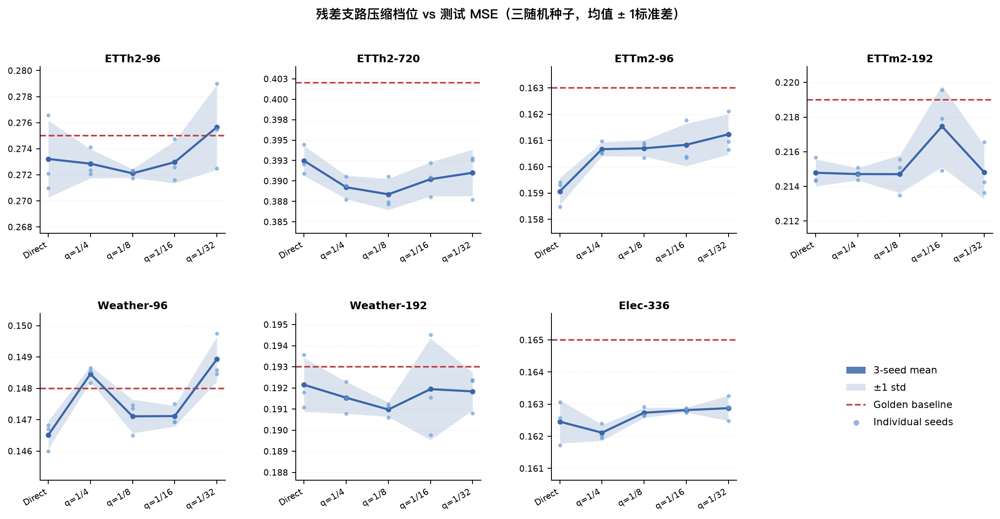 残差支路压缩档位 vs 测试 MSE（三随机种子，均值 ± 1标准差）
ETTh2-96
0.280
0.278
0.276
0.274
0.272
0.270
0.268
Direct
q=1/4
q=1/8
q=1/16
q=1/32
ETTh2-720
0.403
0.400
0.398
0.395
0.393
0.390
0.388
0.385
Direct
q=1/4
q=1/8
q=1/16
q=1/32
ETTm2-96
0.163
0.162
0.161
0.160
0.159
0.158
Direct
q=1/4
q=1/8
q=1/16
q=1/32
ETTm2-192
0.220
0.218
0.216
0.214
0.212
Direct
q=1/4
q=1/8
q=1/16
q=1/32
Weather-96
0.150
0.149
0.148
0.147
0.146
Direct
q=1/4
q=1/8
q=1/16
q=1/32
Weather-192
0.195
0.194
0.193
0.192
0.191
0.190
0.189
0.188
Direct
q=1/4
q=1/8
q=1/16
q=1/32
Elec-336
0.165
0.164
0.163
0.162
0.161
Direct
q=1/4
q=1/8
q=1/16
q=1/32
3-seed mean
±1 std
Golden baseline
Individual seeds